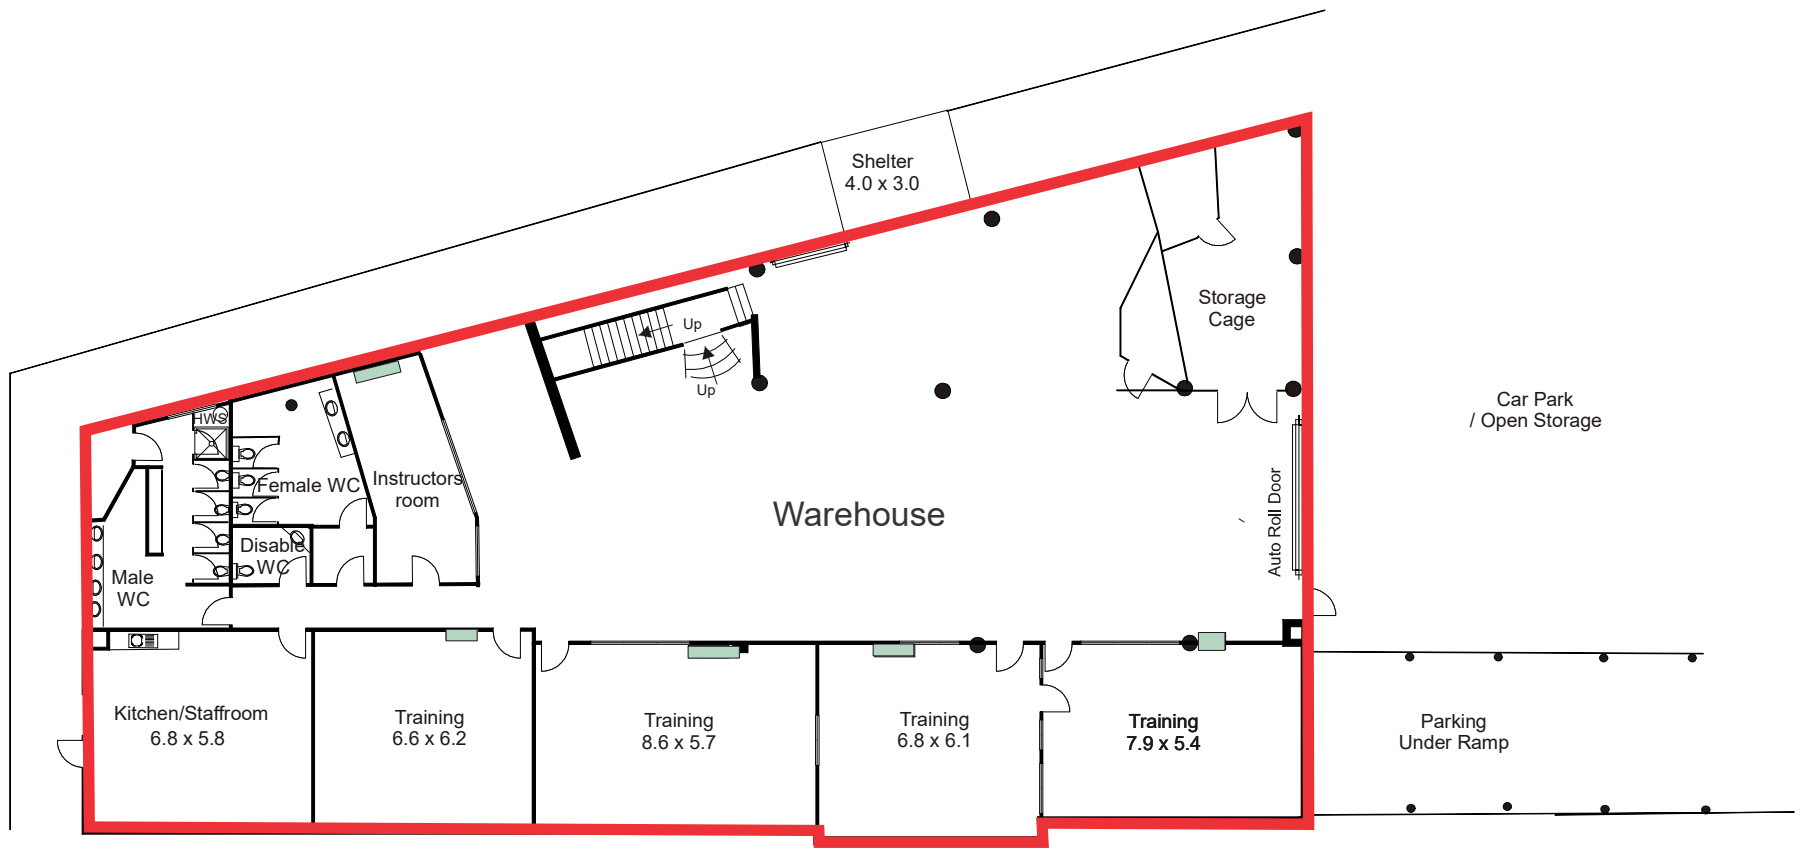 Shelter
4.0 x 3.0
Storage
Cage
Up
Up
Car Park
/ Open Storage
HWS
Female WC
Instructors
room
Auto Roll Door
Warehouse
Disable
WC
Male
WC
Kitchen/Staffroom
6.8 x 5.8
Training
6.6 x 6.2
Training
8.6 x 5.7
Training
6.8 x 6.1
Training
7.9 x 5.4
Parking
Under Ramp